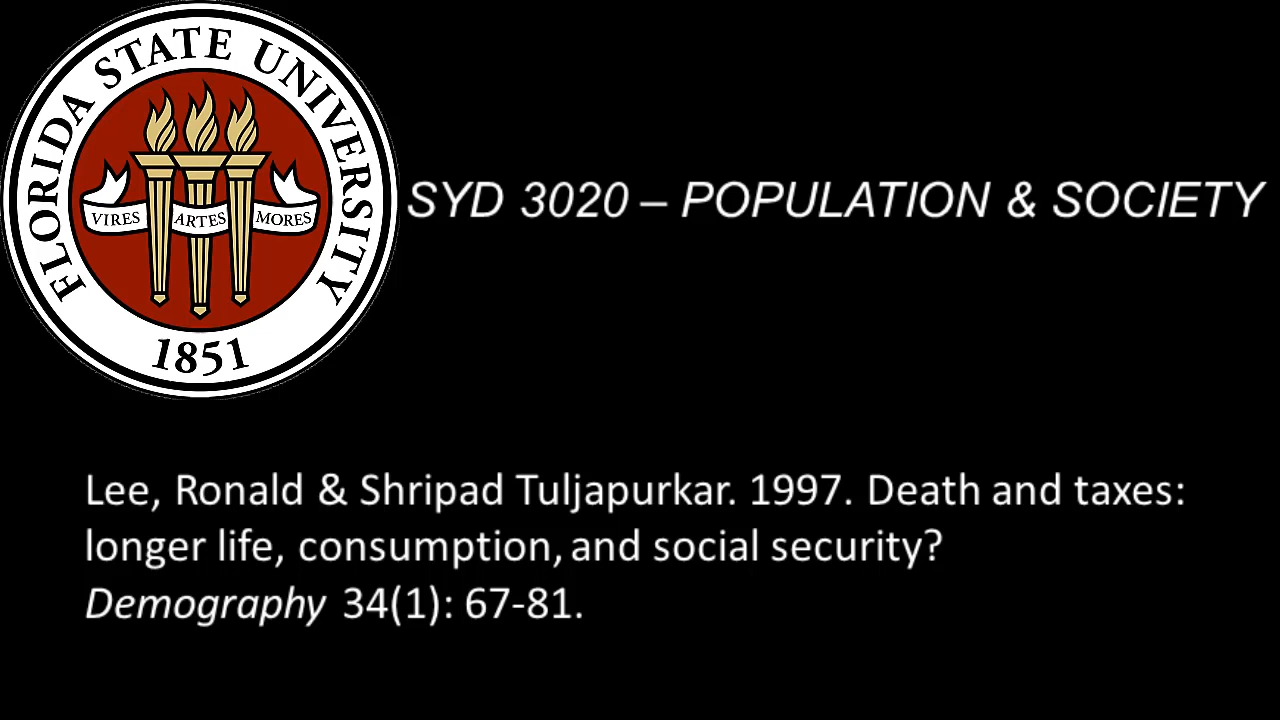 FLORIDA STATE UNIVERSITY
VIRES ARTES MORES
1851
SYD 3020 – POPULATION & SOCIETY
Lee, Ronald & Shripad Tuljapurkar. 1997. Death and taxes:
longer life, consumption, and social security?
Demography 34(1): 67-81.